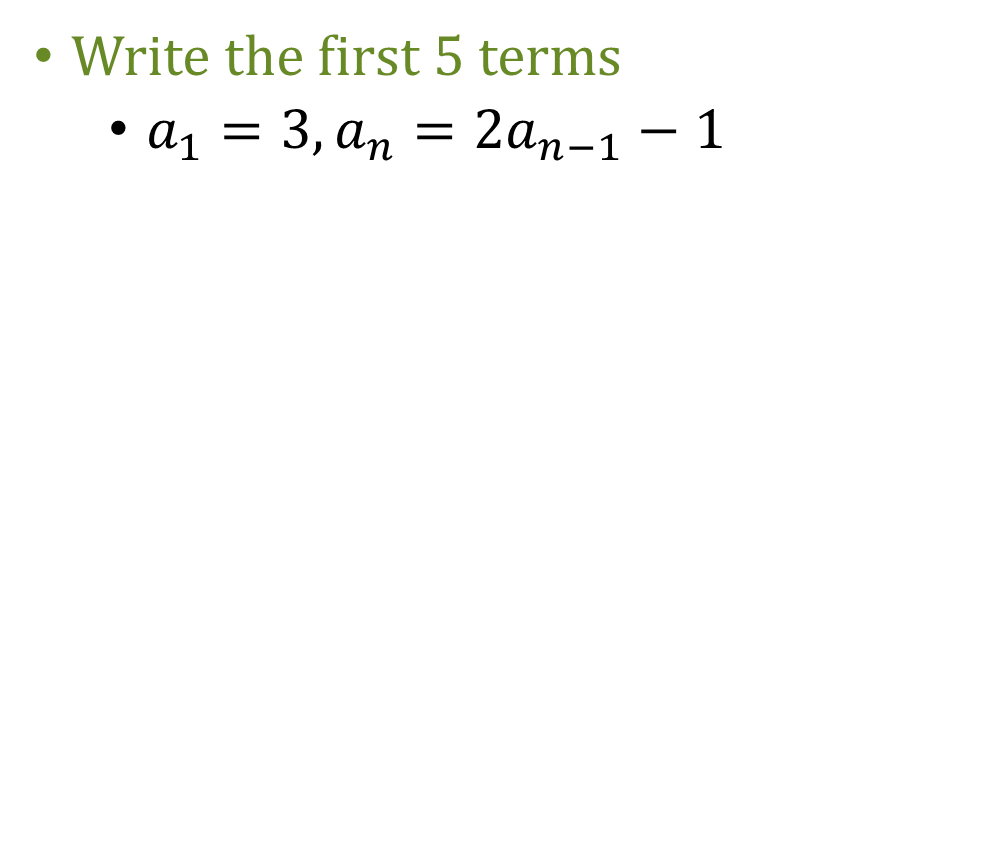 • Write the first 5 terms
• a₁ = 3, aₙ = 2aₙ₋₁ − 1